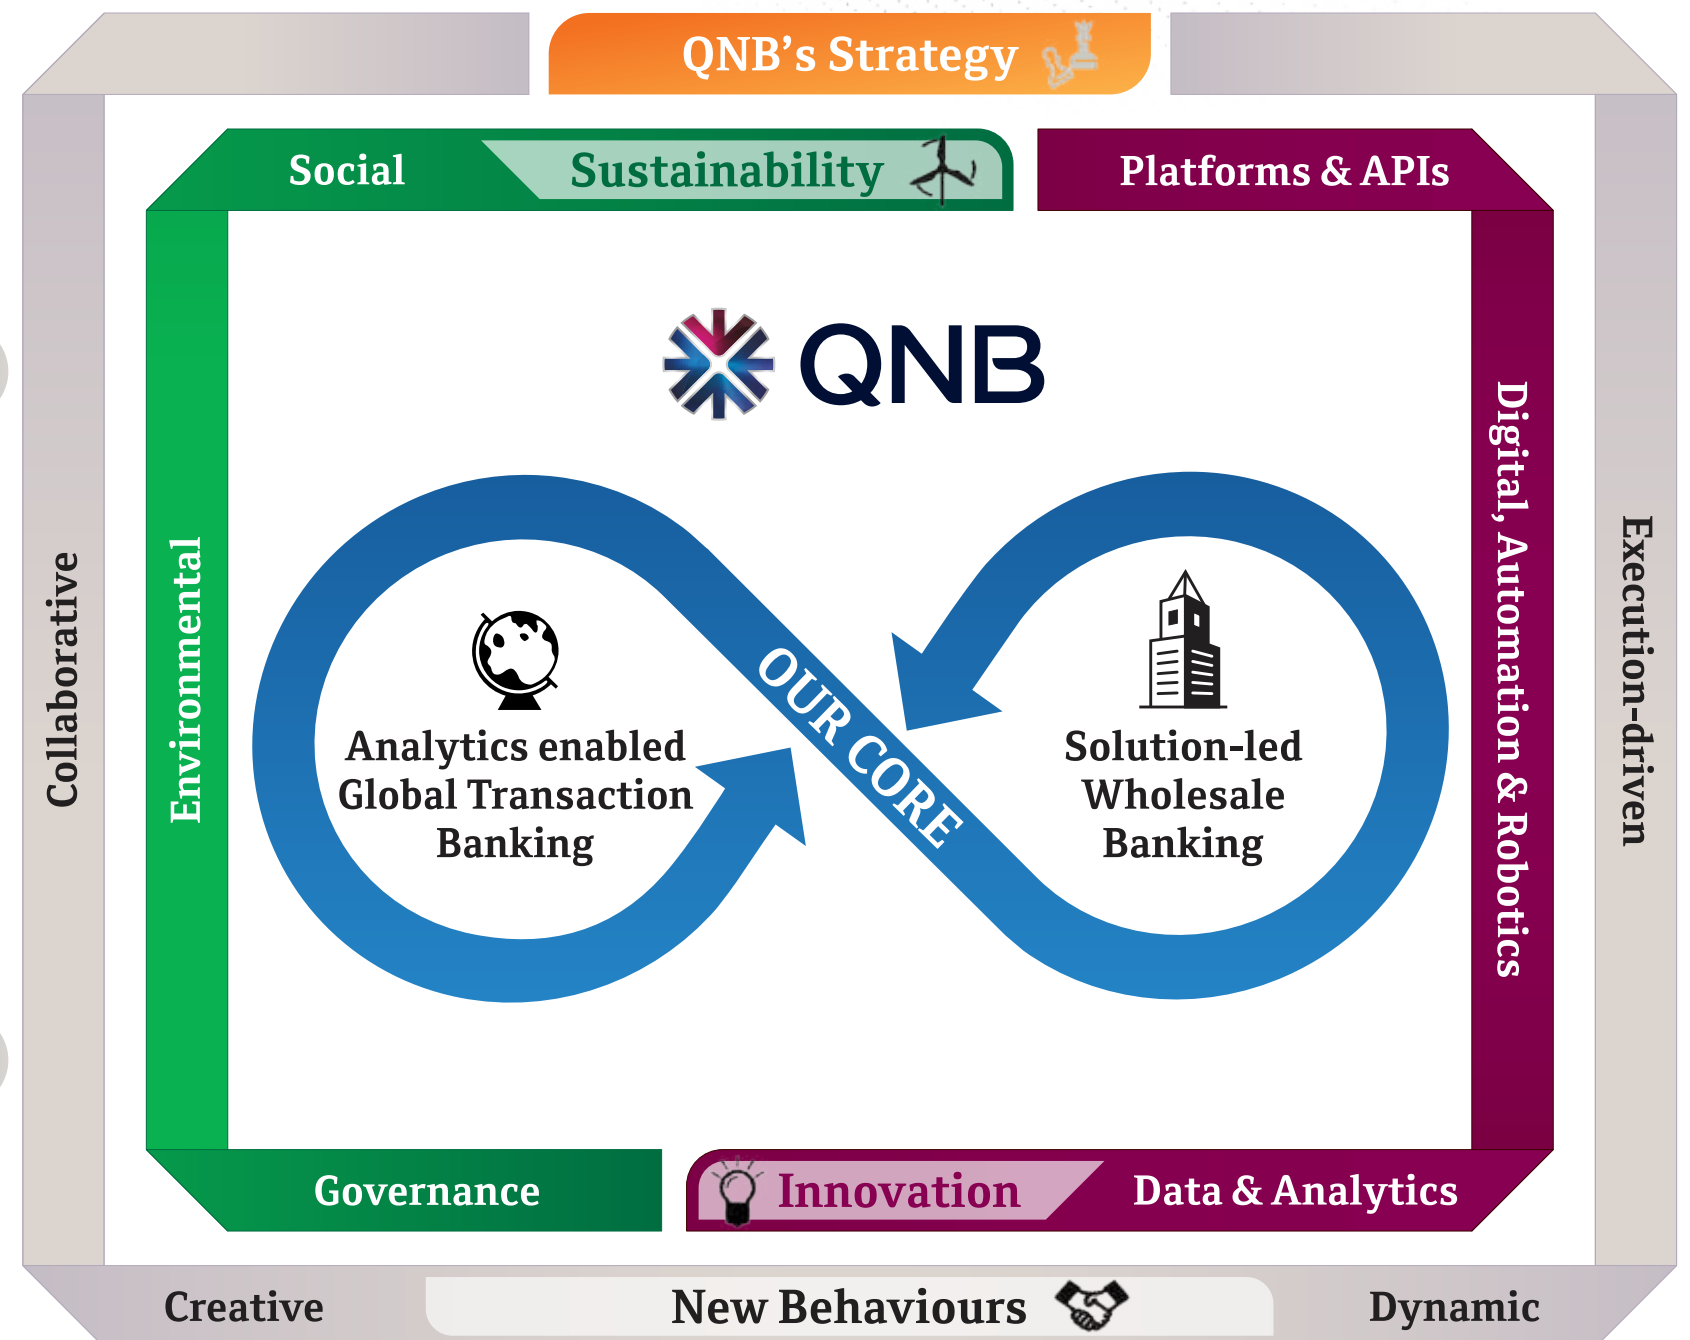 QNB’s Strategy
Social
Sustainability
Platforms & APIs
QNB
Collaborative
Environmental
Analytics enabled
Global Transaction
Banking
OUR CORE
Solution-led
Wholesale
Banking
Digital, Automation & Robotics
Execution-driven
Governance
Innovation
Data & Analytics
Creative
New Behaviours
Dynamic